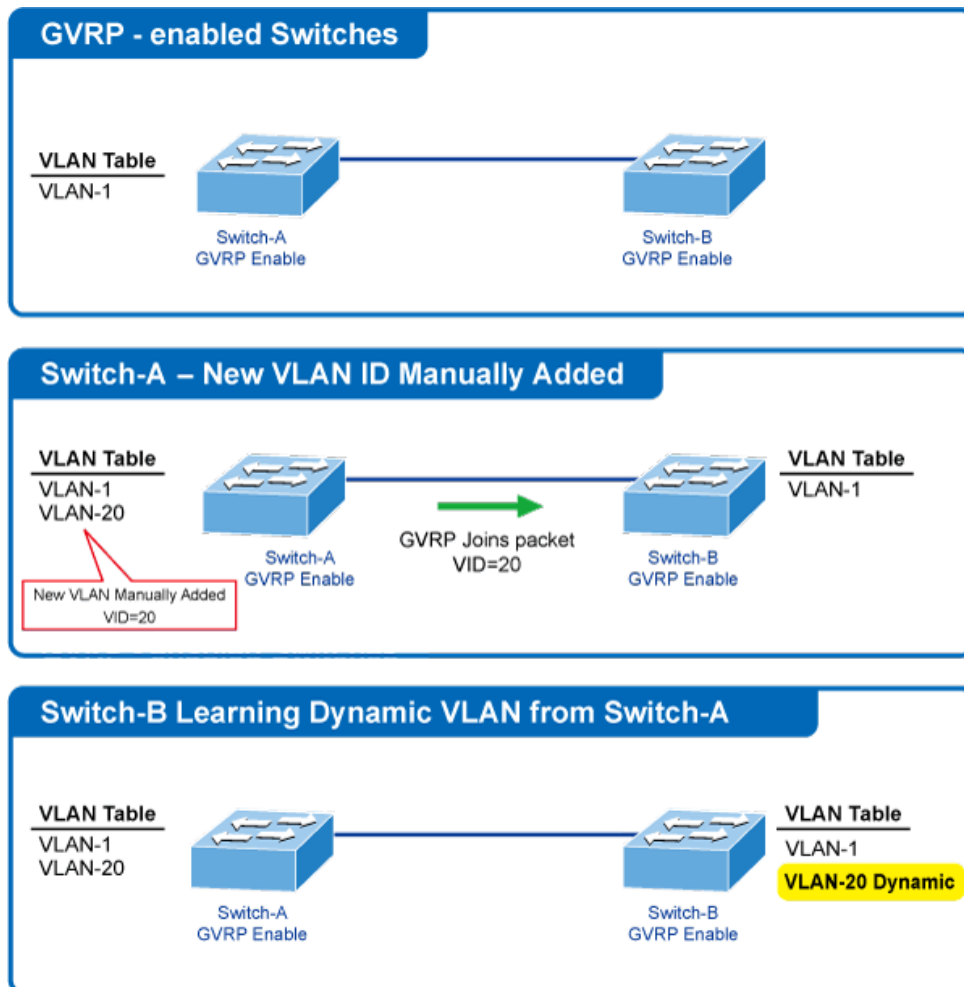 GVRP - enabled Switches
VLAN Table
VLAN-1
Switch-A
GVRP Enable
Switch-B
GVRP Enable
Switch-A – New VLAN ID Manually Added
VLAN Table
VLAN-1
VLAN-20
New VLAN Manually Added
VID=20
Switch-A
GVRP Enable
GVRP Joins packet
VID=20
Switch-B
GVRP Enable
VLAN Table
VLAN-1
Switch-B Learning Dynamic VLAN from Switch-A
VLAN Table
VLAN-1
VLAN-20
Switch-A
GVRP Enable
Switch-B
GVRP Enable
VLAN Table
VLAN-1
VLAN-20 Dynamic